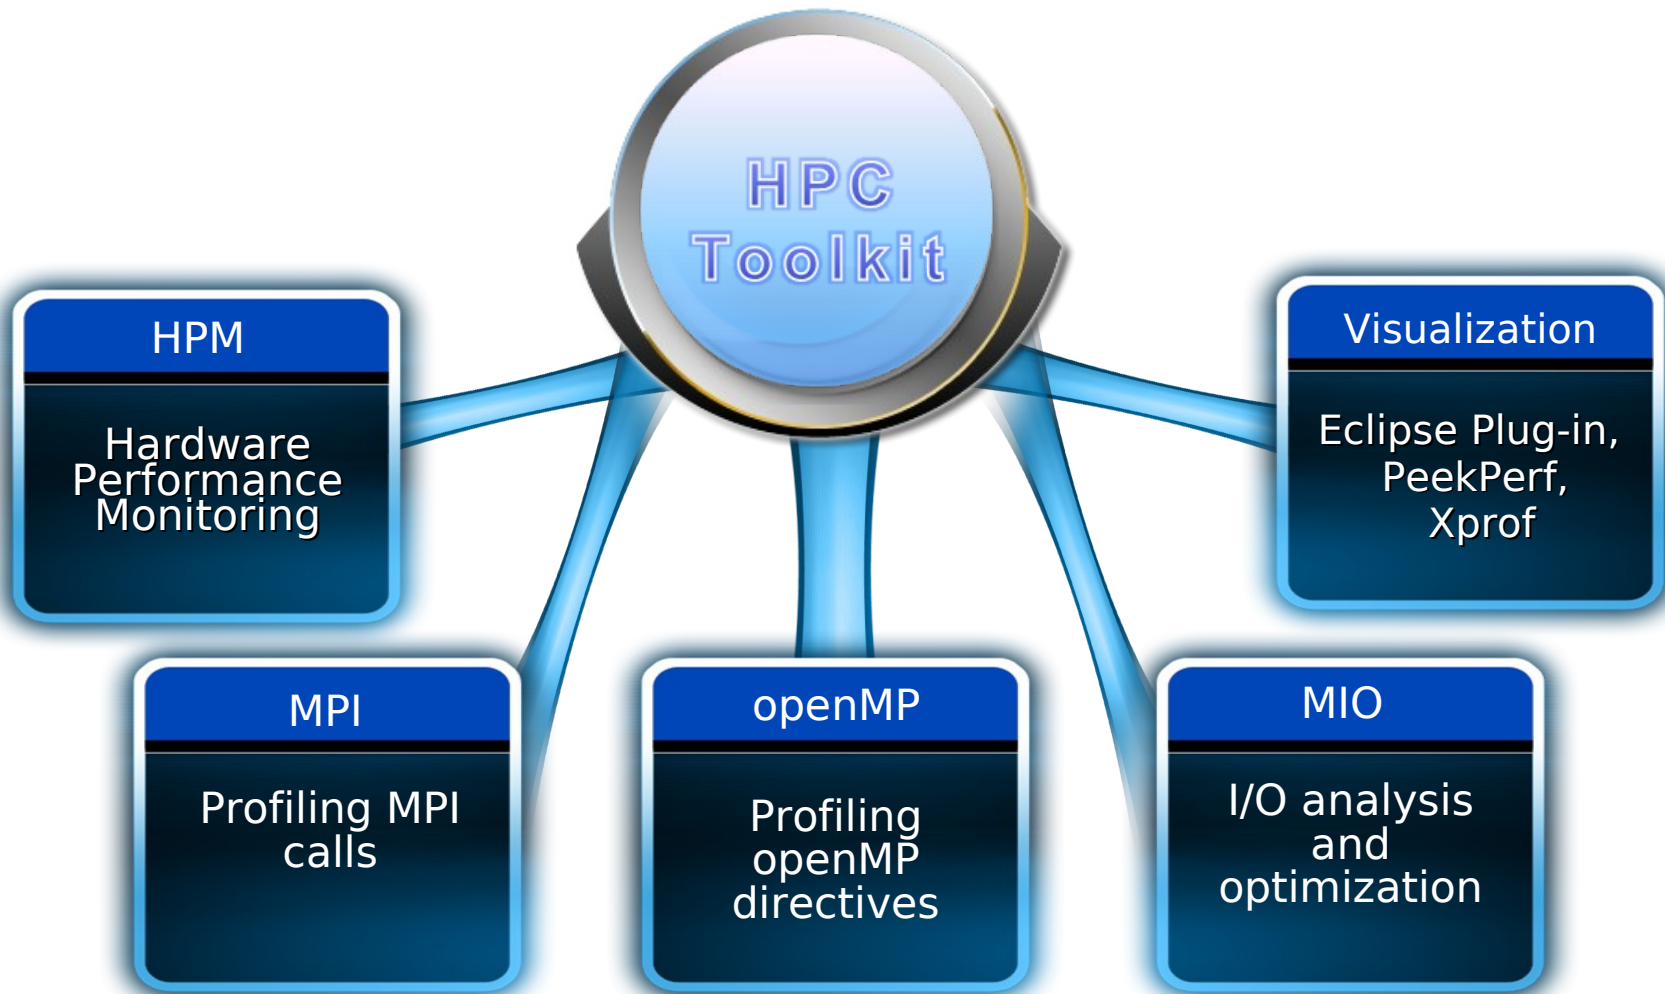 HPC
Toolkit
HPM
Hardware
Performance
Monitoring
Visualization
Eclipse Plug-in,
PeekPerf,
Xprof
MPI
Profiling MPI
calls
openMP
Profiling
openMP
directives
MIO
I/O analysis
and
optimization